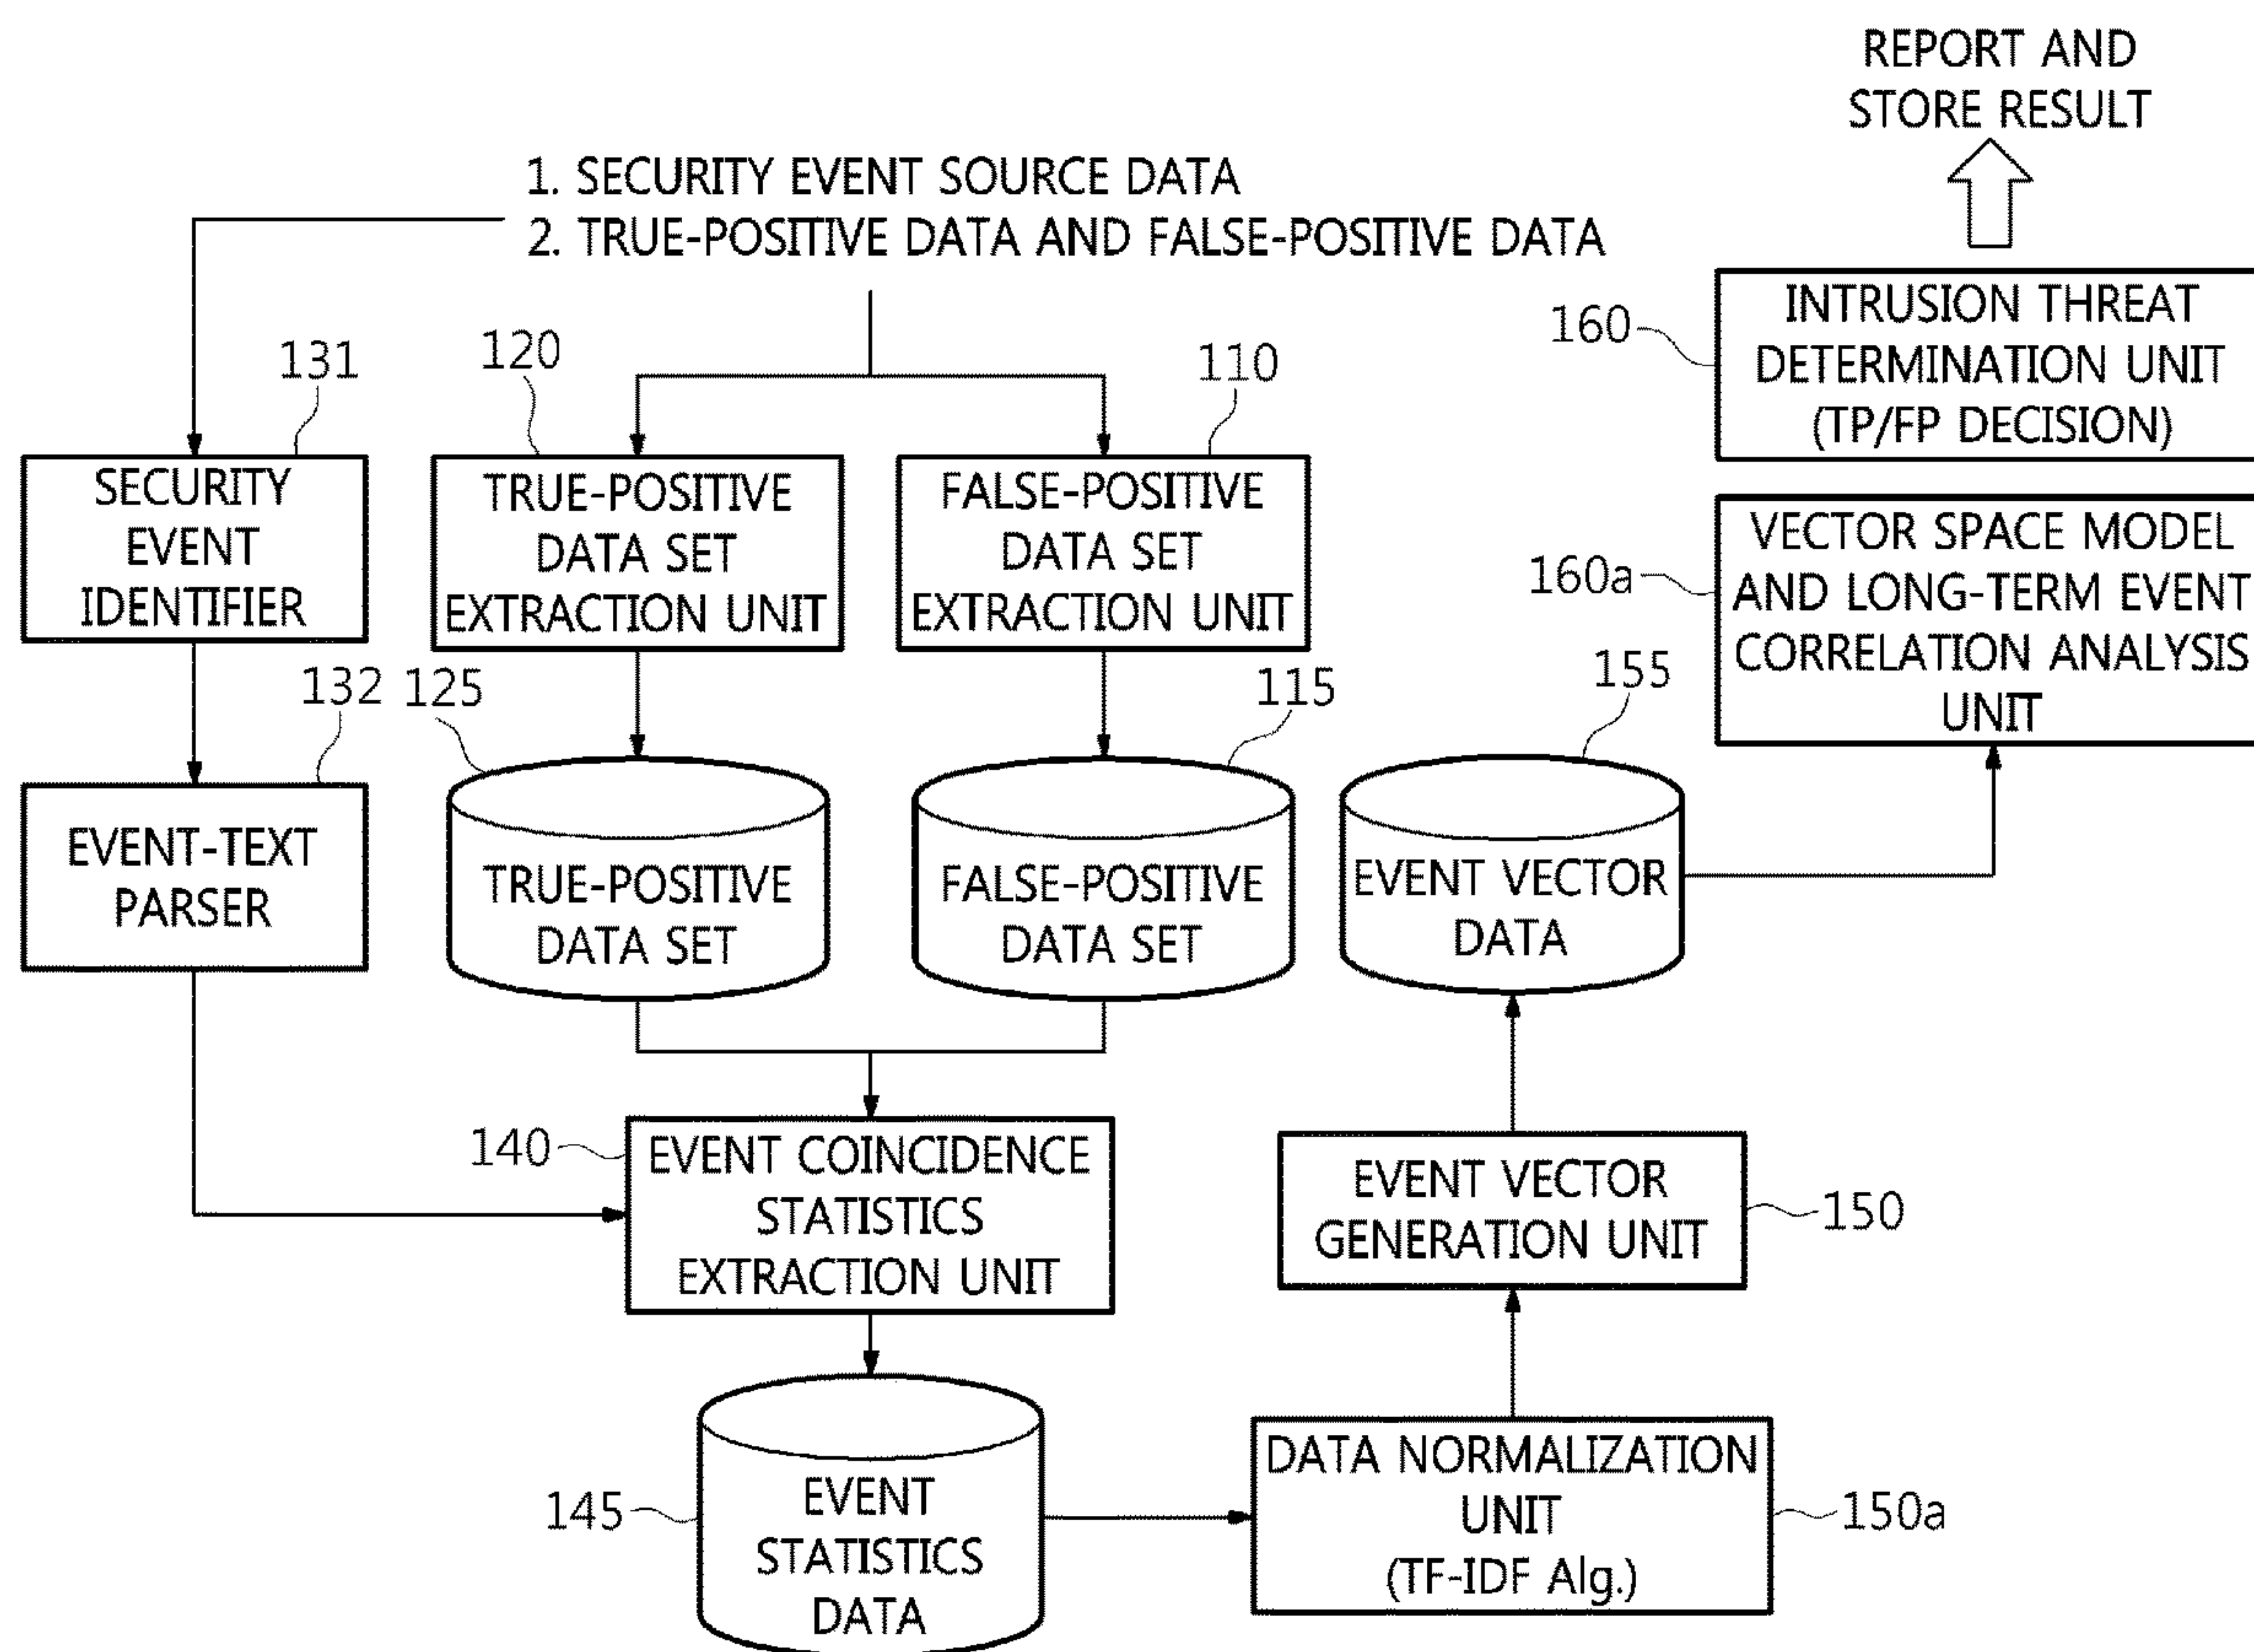 REPORT AND
STORE RESULT
1. SECURITY EVENT SOURCE DATA
2. TRUE-POSITIVE DATA AND FALSE-POSITIVE DATA
160
INTRUSION THREAT
DETERMINATION UNIT
(TP/FP DECISION)
131
120
110
SECURITY
EVENT
IDENTIFIER
TRUE-POSITIVE
DATA SET
EXTRACTION UNIT
FALSE-POSITIVE
DATA SET
EXTRACTION UNIT
160a
VECTOR SPACE MODEL
AND LONG-TERM EVENT
CORRELATION ANALYSIS
UNIT
132
125
115
155
EVENT-TEXT
PARSER
TRUE-POSITIVE
DATA SET
FALSE-POSITIVE
DATA SET
EVENT VECTOR
DATA
140
EVENT COINCIDENCE
STATISTICS
EXTRACTION UNIT
EVENT VECTOR
GENERATION UNIT
150
145
EVENT
STATISTICS
DATA
DATA NORMALIZATION
UNIT
(TF-IDF Alg.)
150a